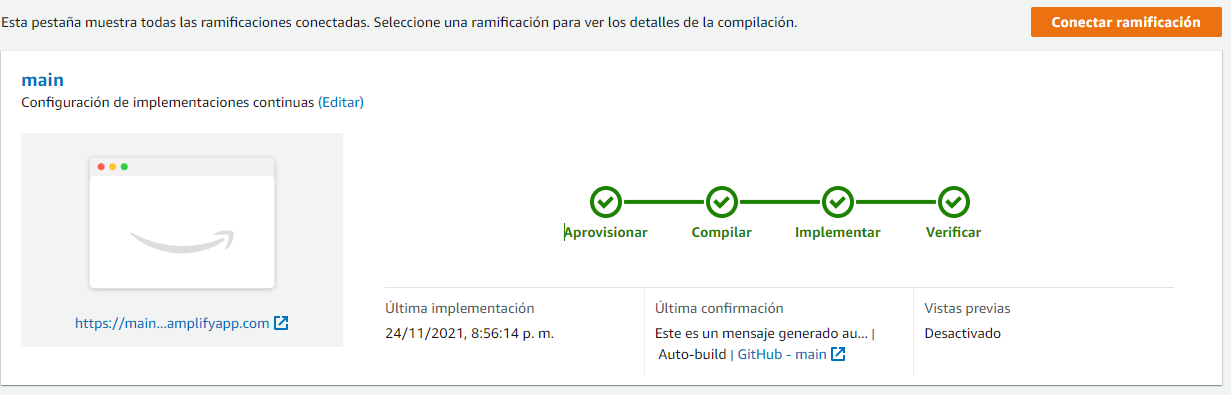 Esta pestaña muestra todas las ramificaciones conectadas. Seleccione una ramificación para ver los detalles de la compilación.
Conectar ramificación
main
Configuración de implementaciones continuas (Editar)
https://main...amplifyapp.com
Aprovisionar
Compilar
Implementar
Verificar
Última implementación
24/11/2021, 8:56:14 p. m.
Última confirmación
Este es un mensaje generado au... |
Auto-build | GitHub - main
Vistas previas
Desactivado